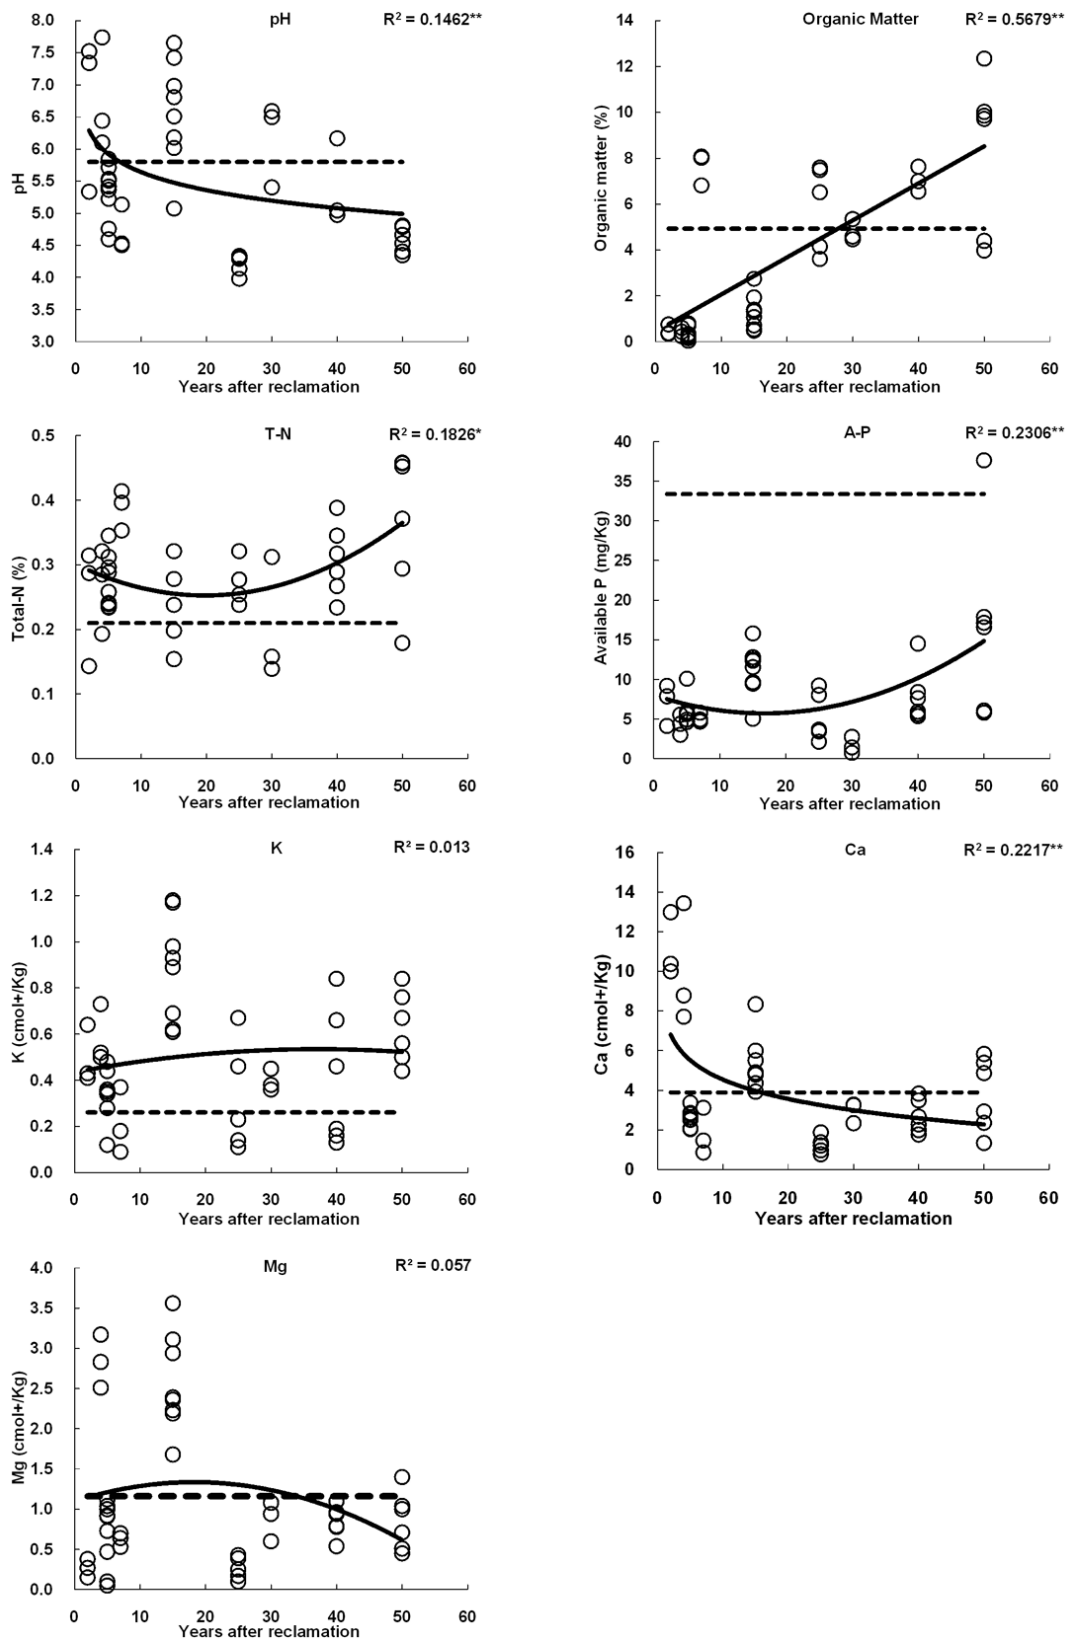 pH R² = 0.1462**
8.0
7.5
7.0
6.5
6.0
5.5
5.0
4.5
4.0
3.5
3.0
pH
0 10 20 30 40 50 60
Years after reclamation
Organic Matter R² = 0.5679**
14
12
10
8
6
4
2
0
Organic matter (%)
0 10 20 30 40 50 60
Years after reclamation
T-N R² = 0.1826*
0.5
0.4
0.3
0.2
0.1
0.0
Total-N (%)
0 10 20 30 40 50 60
Years after reclamation
A-P R² = 0.2306**
40
35
30
25
20
15
10
5
0
Available P (mg/Kg)
0 10 20 30 40 50 60
Years after reclamation
K R² = 0.013
1.4
1.2
1.0
0.8
0.6
0.4
0.2
0.0
K (cmol+/Kg)
0 10 20 30 40 50 60
Years after reclamation
Ca R² = 0.2217**
16
14
12
10
8
6
4
2
0
Ca (cmol+/Kg)
0 10 20 30 40 50 60
Years after reclamation
Mg R² = 0.057
4.0
3.5
3.0
2.5
2.0
1.5
1.0
0.5
0.0
Mg (cmol+/Kg)
0 10 20 30 40 50 60
Years after reclamation